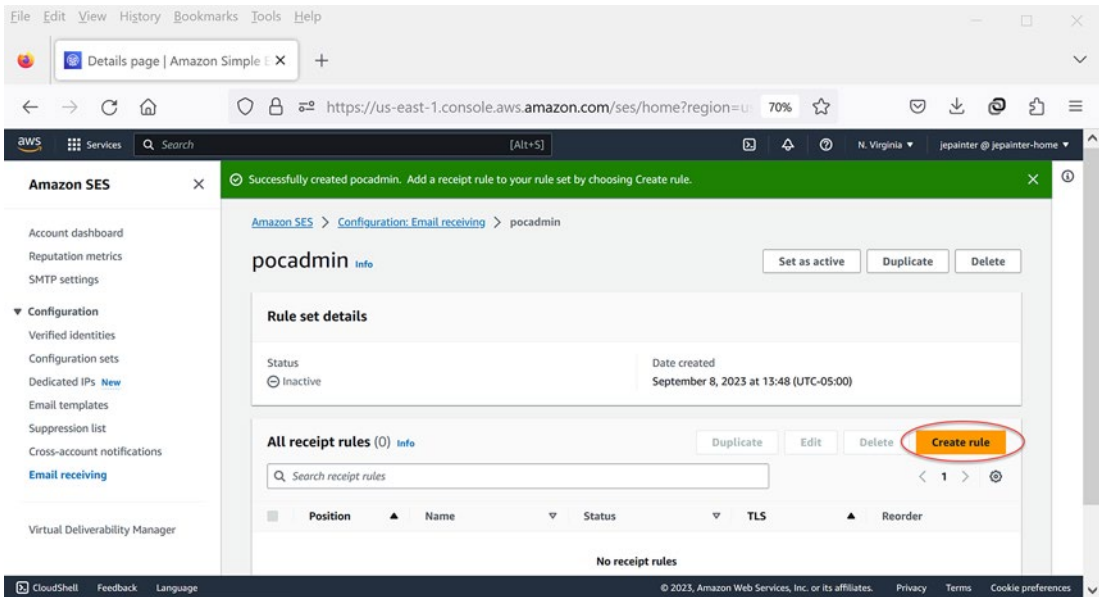 File Edit View History Bookmarks Tools Help
Details page | Amazon Simple E
https://us-east-1.console.aws.amazon.com/ses/home?region=u 70%
aws Services Search [Alt+S] N. Virginia jepainter @ jepainter-home
Amazon SES
Account dashboard
Reputation metrics
SMTP settings
Configuration
Verified identities
Configuration sets
Dedicated IPs New
Email templates
Suppression list
Cross-account notifications
Email receiving
Virtual Deliverability Manager
Successfully created pocadmin. Add a receipt rule to your rule set by choosing Create rule.
Amazon SES > Configuration: Email receiving > pocadmin
pocadmin Info Set as active Duplicate Delete
Rule set details
Status Date created
Inactive September 8, 2023 at 13:48 (UTC-05:00)
All receipt rules (0) Info Duplicate Edit Delete Create rule
Search receipt rules < 1 >
Position Name Status TLS Reorder
No receipt rules
CloudShell Feedback Language © 2023, Amazon Web Services, Inc. or its affiliates. Privacy Terms Cookie preferences